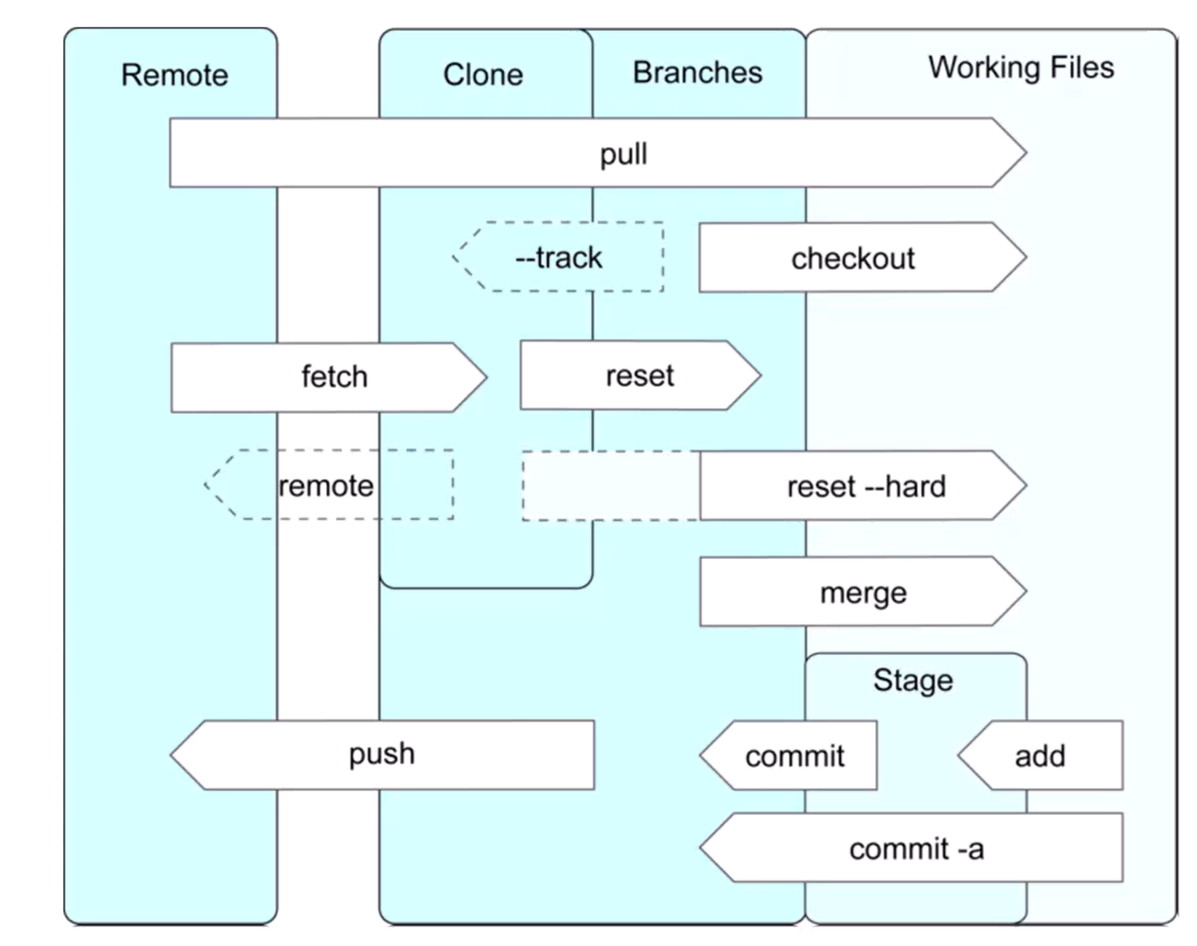 Remote
Clone
Branches
Working Files
pull
--track
checkout
fetch
reset
remote
reset --hard
merge
Stage
push
commit
add
commit -a